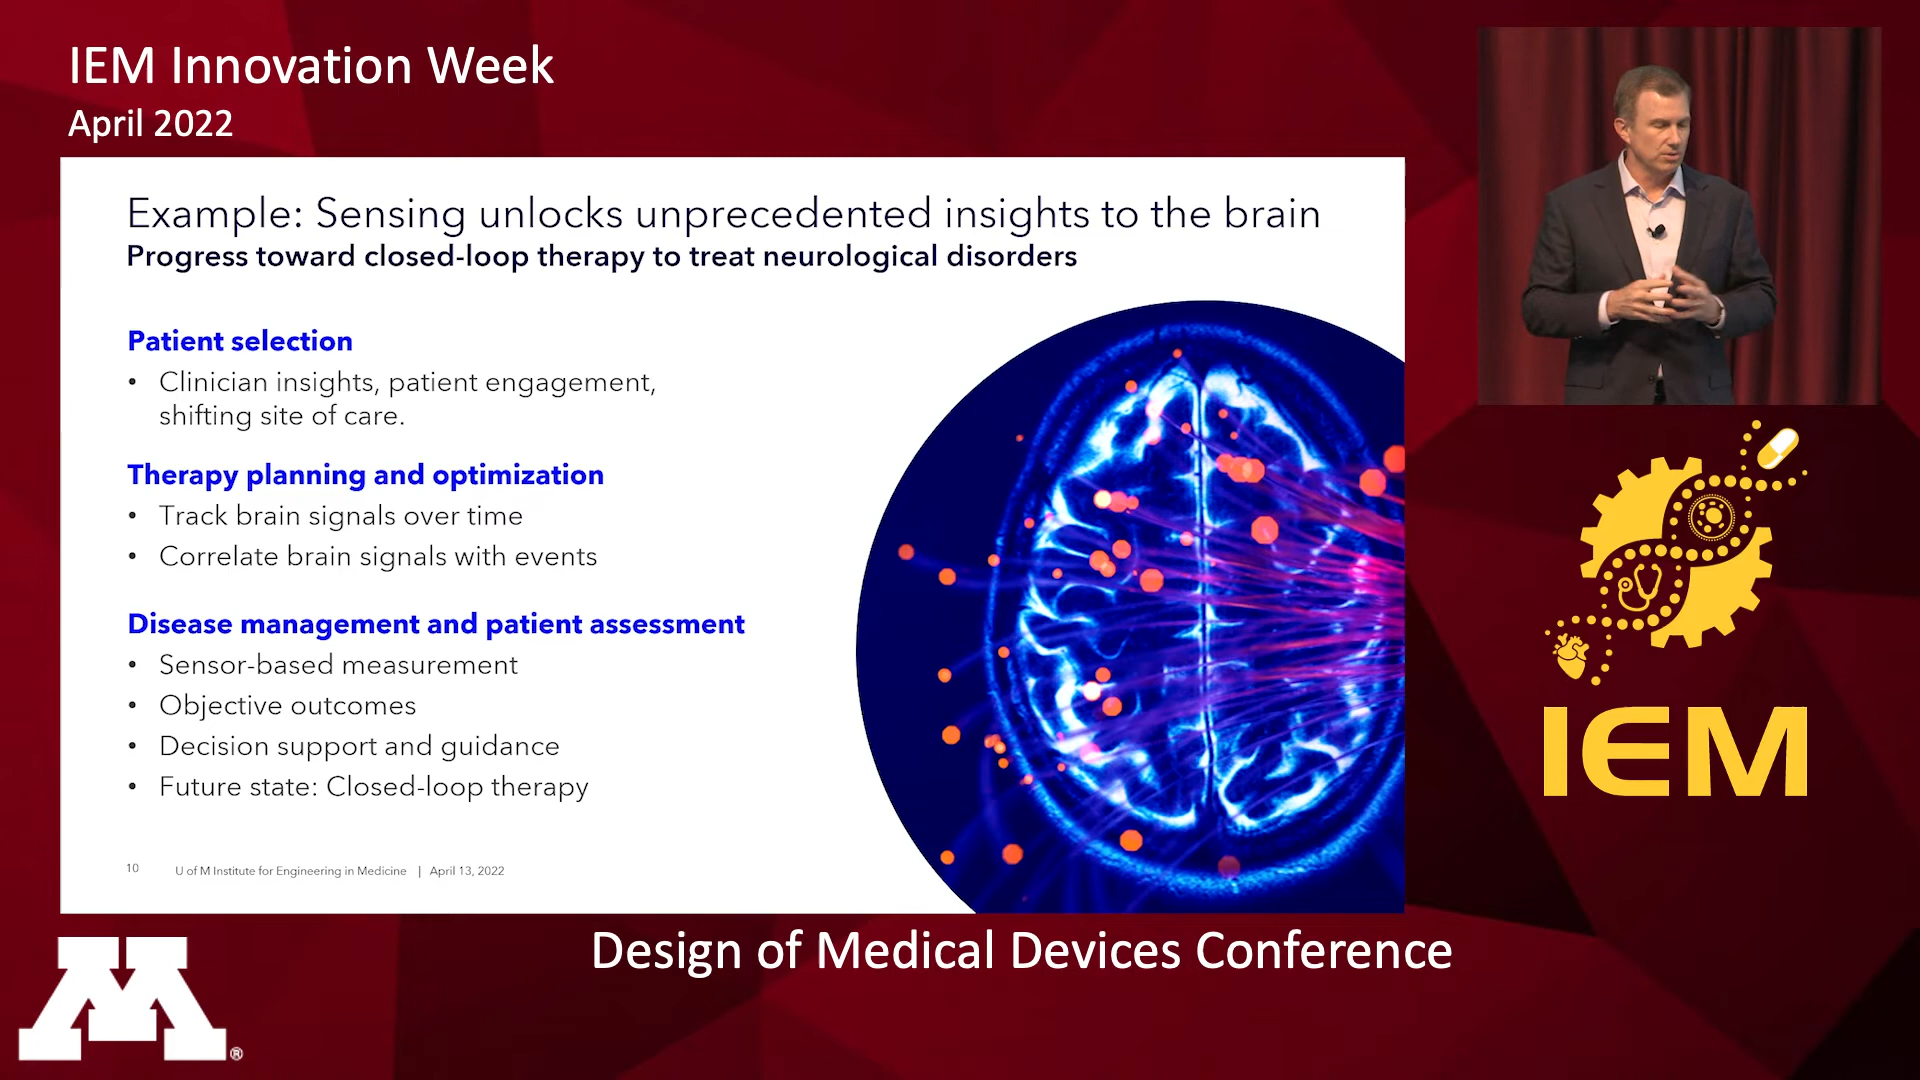 IEM Innovation Week
April 2022
Example: Sensing unlocks unprecedented insights to the brain
Progress toward closed-loop therapy to treat neurological disorders
Patient selection
• Clinician insights, patient engagement,
shifting site of care.
Therapy planning and optimization
• Track brain signals over time
• Correlate brain signals with events
Disease management and patient assessment
• Sensor-based measurement
• Objective outcomes
• Decision support and guidance
• Future state: Closed-loop therapy
10 U of M Institute for Engineering in Medicine | April 13, 2022
IEM
Design of Medical Devices Conference
M®